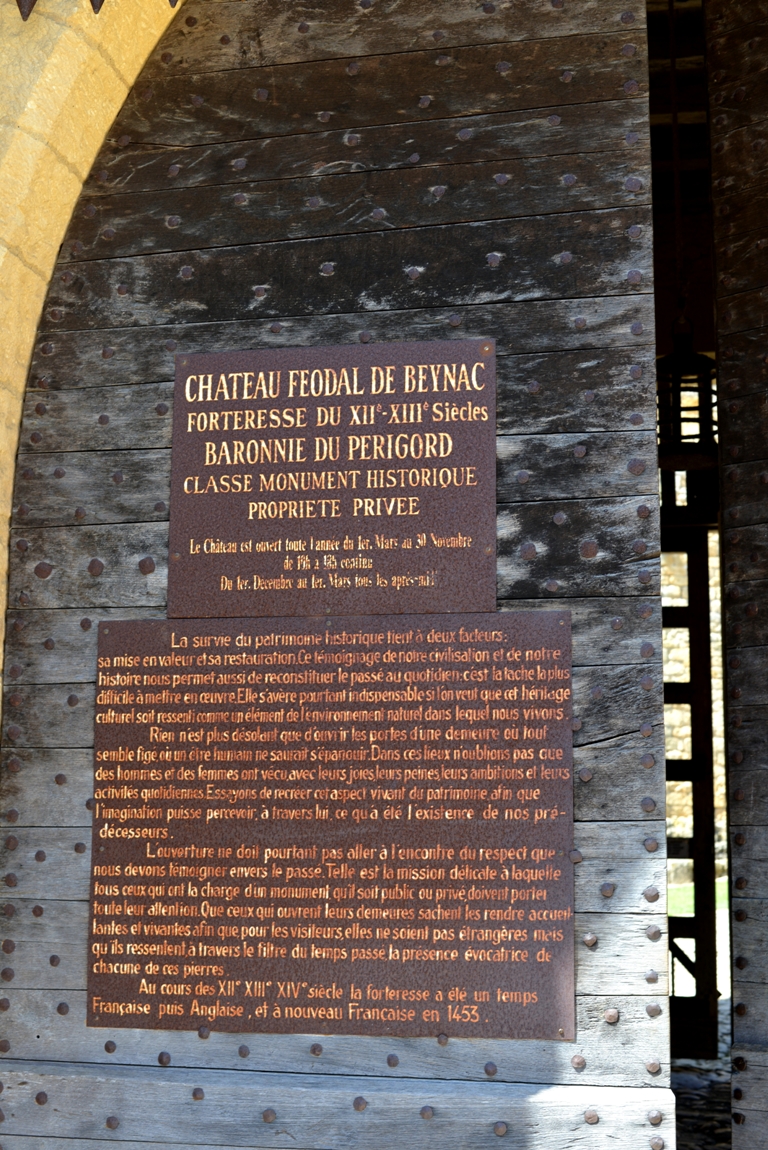 CHATEAU FEODAL DE BEYNAC
FORTERESSE DU XIIᵉ-XIIIᵉ Siècles
BARONNIE DU PERIGORD
CLASSE MONUMENT HISTORIQUE
PROPRIETE PRIVEE
Le Château est ouvert toute l'année du 1er. Mars au 30 Novembre
de à continu
Du 1er. Decembre au 1er. Mars tous les après-mi
La survie du patrimoine historique tient à deux facteurs:
sa mise en valeur et sa restauration.Ce témoignage de notre civilisation et de notre
histoire nous permet aussi de reconstituer le passé au quotidien:c'est la tache la plus
difficile à mettre en œuvre.Elle s'avère pourtant indispensable si l'on veut que cet héritage
culturel soit ressenti comme un élément de l'environnement naturel dans lequel nous vivons.
Rien n'est plus désolant que d'ouvrir les portes d'une demeure où tout
semble figé,où un être humain ne saurait s'épanouir.Dans ces lieux n'oublions pas que
des hommes et des femmes ont vécu,avec leurs joies,leurs peines,leurs ambitions et leurs
activités quotidiennes.Essayons de recréer cet aspect vivant du patrimoine, afin que
l'imagination puisse percevoir, à travers lui, ce qu'a été l'existence de nos pré-
décesseurs.
L'ouverture ne doit pourtant pas aller à l'encontre du respect que
nous devons témoigner envers le passé.Telle est la mission délicate à laquelle
tous ceux qui ont la charge d'un monument qu'il soit public ou privé,doivent porter
toute leur attention.Que ceux qui ouvrent leurs demeures sachent les rendre accueil-
lantes et vivantes afin que,pour les visiteurs,elles ne soient pas étrangères mais
qu'ils ressentent,à travers le filtre du temps passé,la présence évocatrice de
chacune de ces pierres.
Au cours des XIIᵉ XIIIᵉ XIVᵉ siècle la forteresse a été un temps
Française puis Anglaise, et à nouveau Française en 1453.